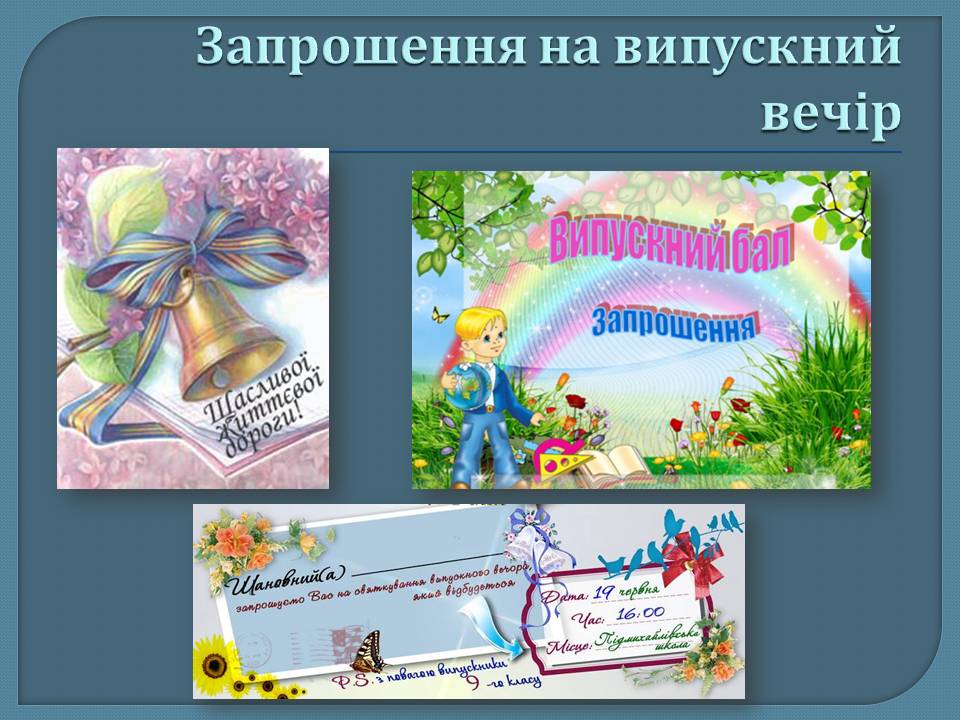 Запрошення на випускний
вечір
Щасливої
життєвої
дороги!
Випускний бал
Запрошення
Шановний(а)
запрошуємо Вас на святкування випускного вечора,
який відбудеться
Дата: 19 червня
Час: 16:00
Місце: Підмихайлівська
школа
P.S. з повагою випускники
9 -го класу